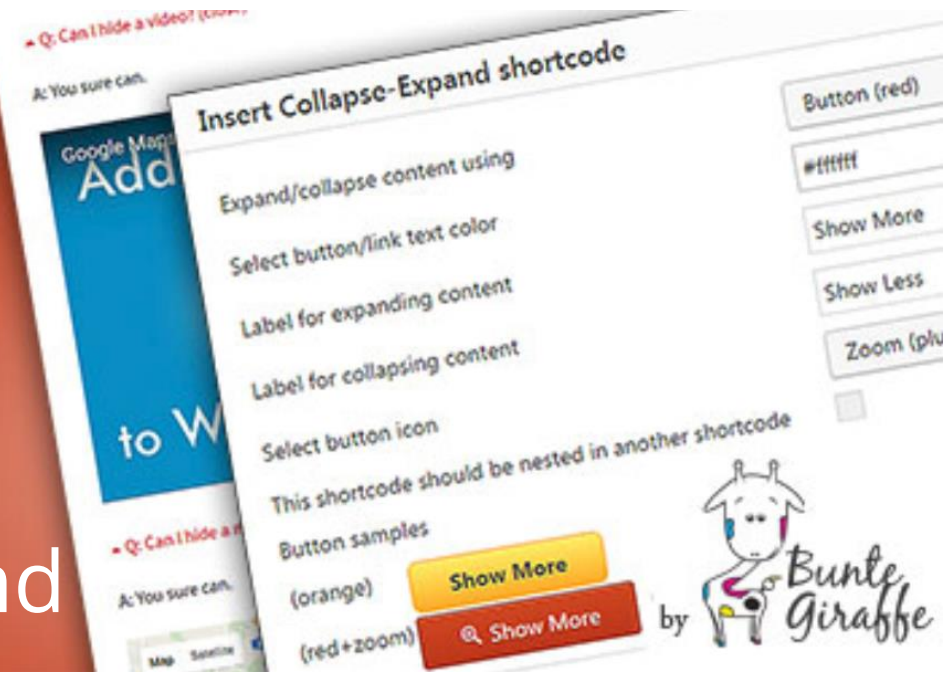 Q: Can I hide a video?
A: You sure can.
Google Maps
Add
to W
Q: Can I hide a
A: You sure can.
Map Satellite
nd
Insert Collapse-Expand shortcode
Expand/collapse content using
Button (red)
Select button/link text color
#ffffff
Label for expanding content
Show More
Label for collapsing content
Show Less
Select button icon
Zoom (plu
This shortcode should be nested in another shortcode
Button samples
(orange)
Show More
(red+zoom)
Show More
by
Bunte
Giraffe